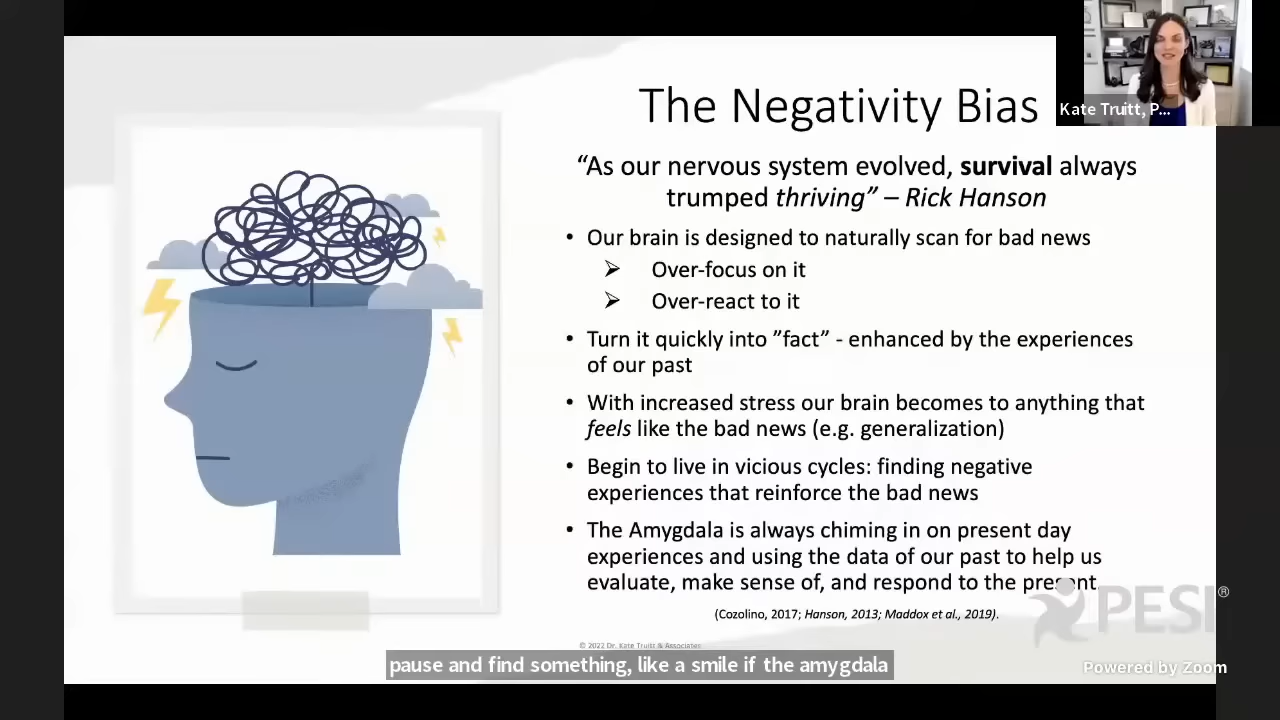 The Negativity Bias
Kate Truitt, P...
“As our nervous system evolved, survival always
trumped thriving” – Rick Hanson
• Our brain is designed to naturally scan for bad news
➢ Over-focus on it
➢ Over-react to it
• Turn it quickly into ”fact” - enhanced by the experiences
of our past
• With increased stress our brain becomes to anything that
feels like the bad news (e.g. generalization)
• Begin to live in vicious cycles: finding negative
experiences that reinforce the bad news
• The Amygdala is always chiming in on present day
experiences and using the data of our past to help us
evaluate, make sense of, and respond to the present.
(Cozolino, 2017; Hanson, 2013; Maddox et al., 2019).
PESI®
© 2022 Dr. Kate Truitt & Associates
pause and find something, like a smile if the amygdala
Powered by Zoom